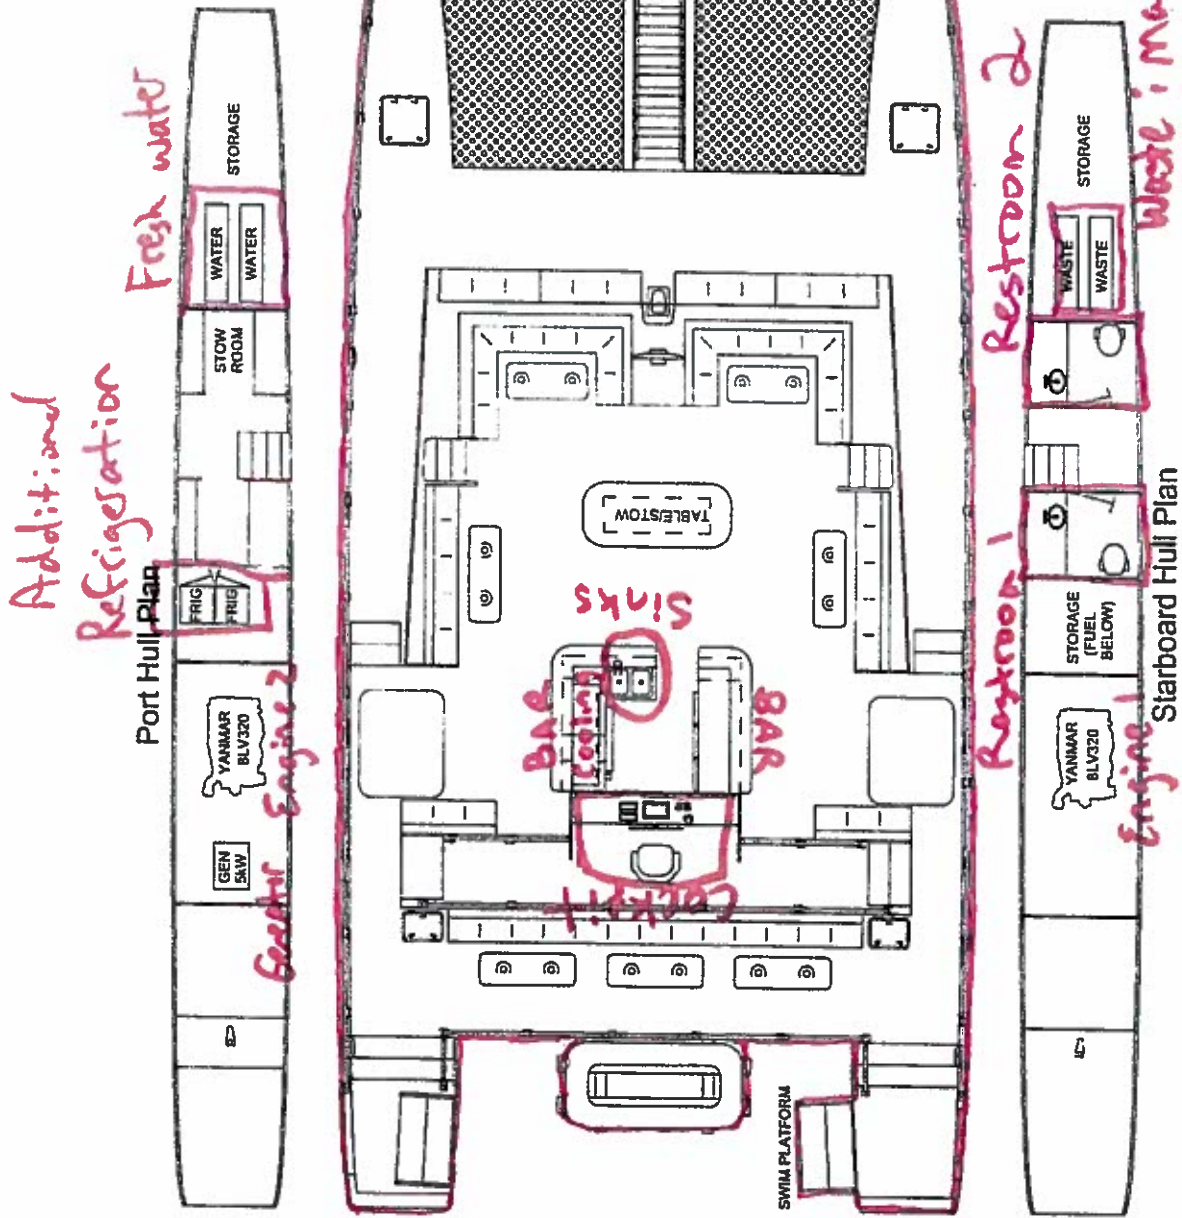 Fresh water
STORAGE
WATER
WATER
STOW
ROOM
Additional
Refrigeration
Port Hull Plan
FRIG
FRIG
YANMAR
8LV320
Engine 2
GEN
5kW
TABLE/STOW
Sinks
BAR
Cooling
BAR
Cockpit
SWIM PLATFORM
Restroom 2
STORAGE
WASTE
WASTE
Restroom 1
STORAGE
(FUEL
BELOW)
YANMAR
8LV320
Engine 1
Starboard Hull Plan